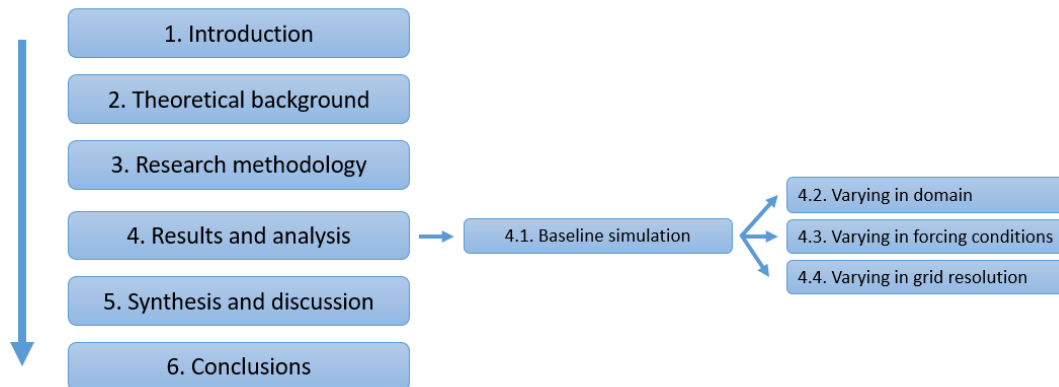 1. Introduction
2. Theoretical background
3. Research methodology
4. Results and analysis
4.1. Baseline simulation
4.2. Varying in domain
4.3. Varying in forcing conditions
4.4. Varying in grid resolution
5. Synthesis and discussion
6. Conclusions